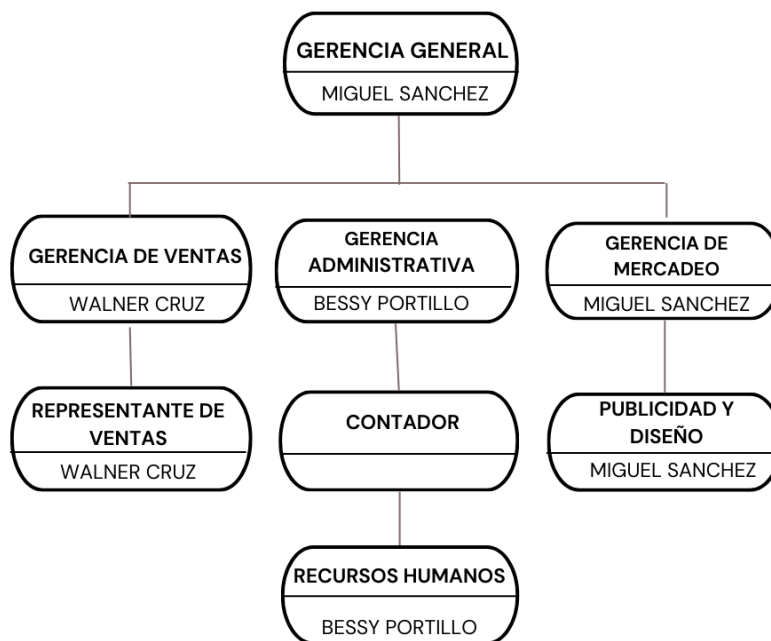 GERENCIA GENERAL
MIGUEL SANCHEZ
GERENCIA DE VENTAS
WALNER CRUZ
GERENCIA
ADMINISTRATIVA
BESSY PORTILLO
GERENCIA DE
MERCADEO
MIGUEL SANCHEZ
REPRESENTANTE DE
VENTAS
WALNER CRUZ
CONTADOR
PUBLICIDAD Y
DISEÑO
MIGUEL SANCHEZ
RECURSOS HUMANOS
BESSY PORTILLO